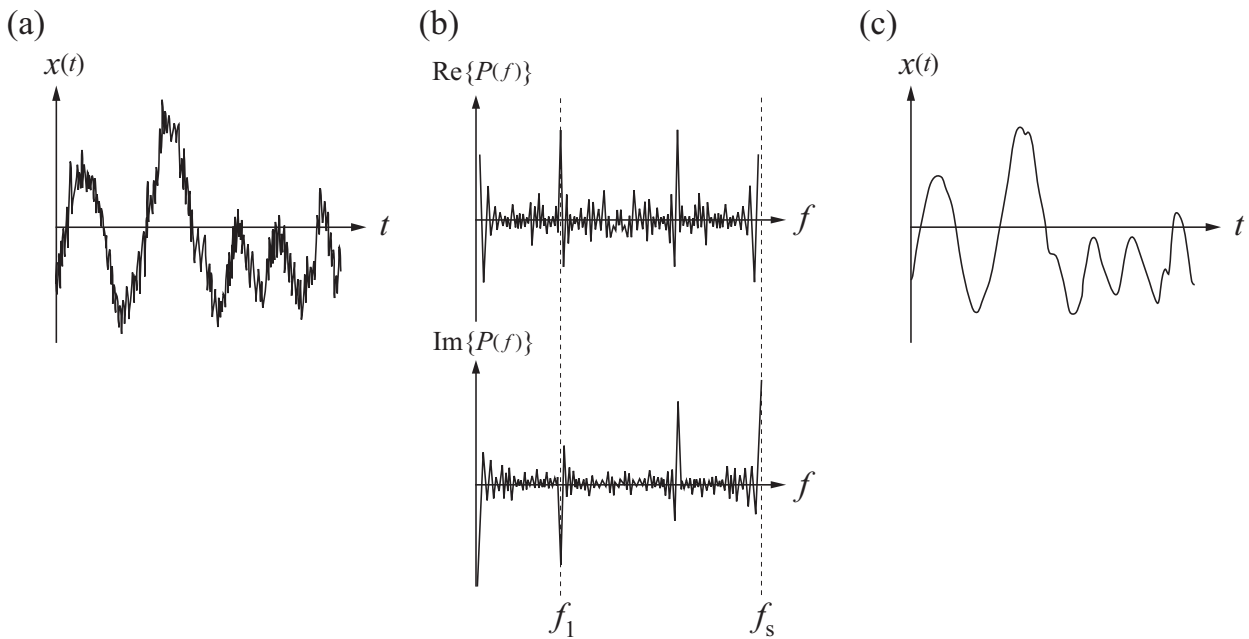 (a)
x(t)
t
(b)
Re{P(f)}
f
Im{P(f)}
f
f₁
fₛ
(c)
x(t)
t